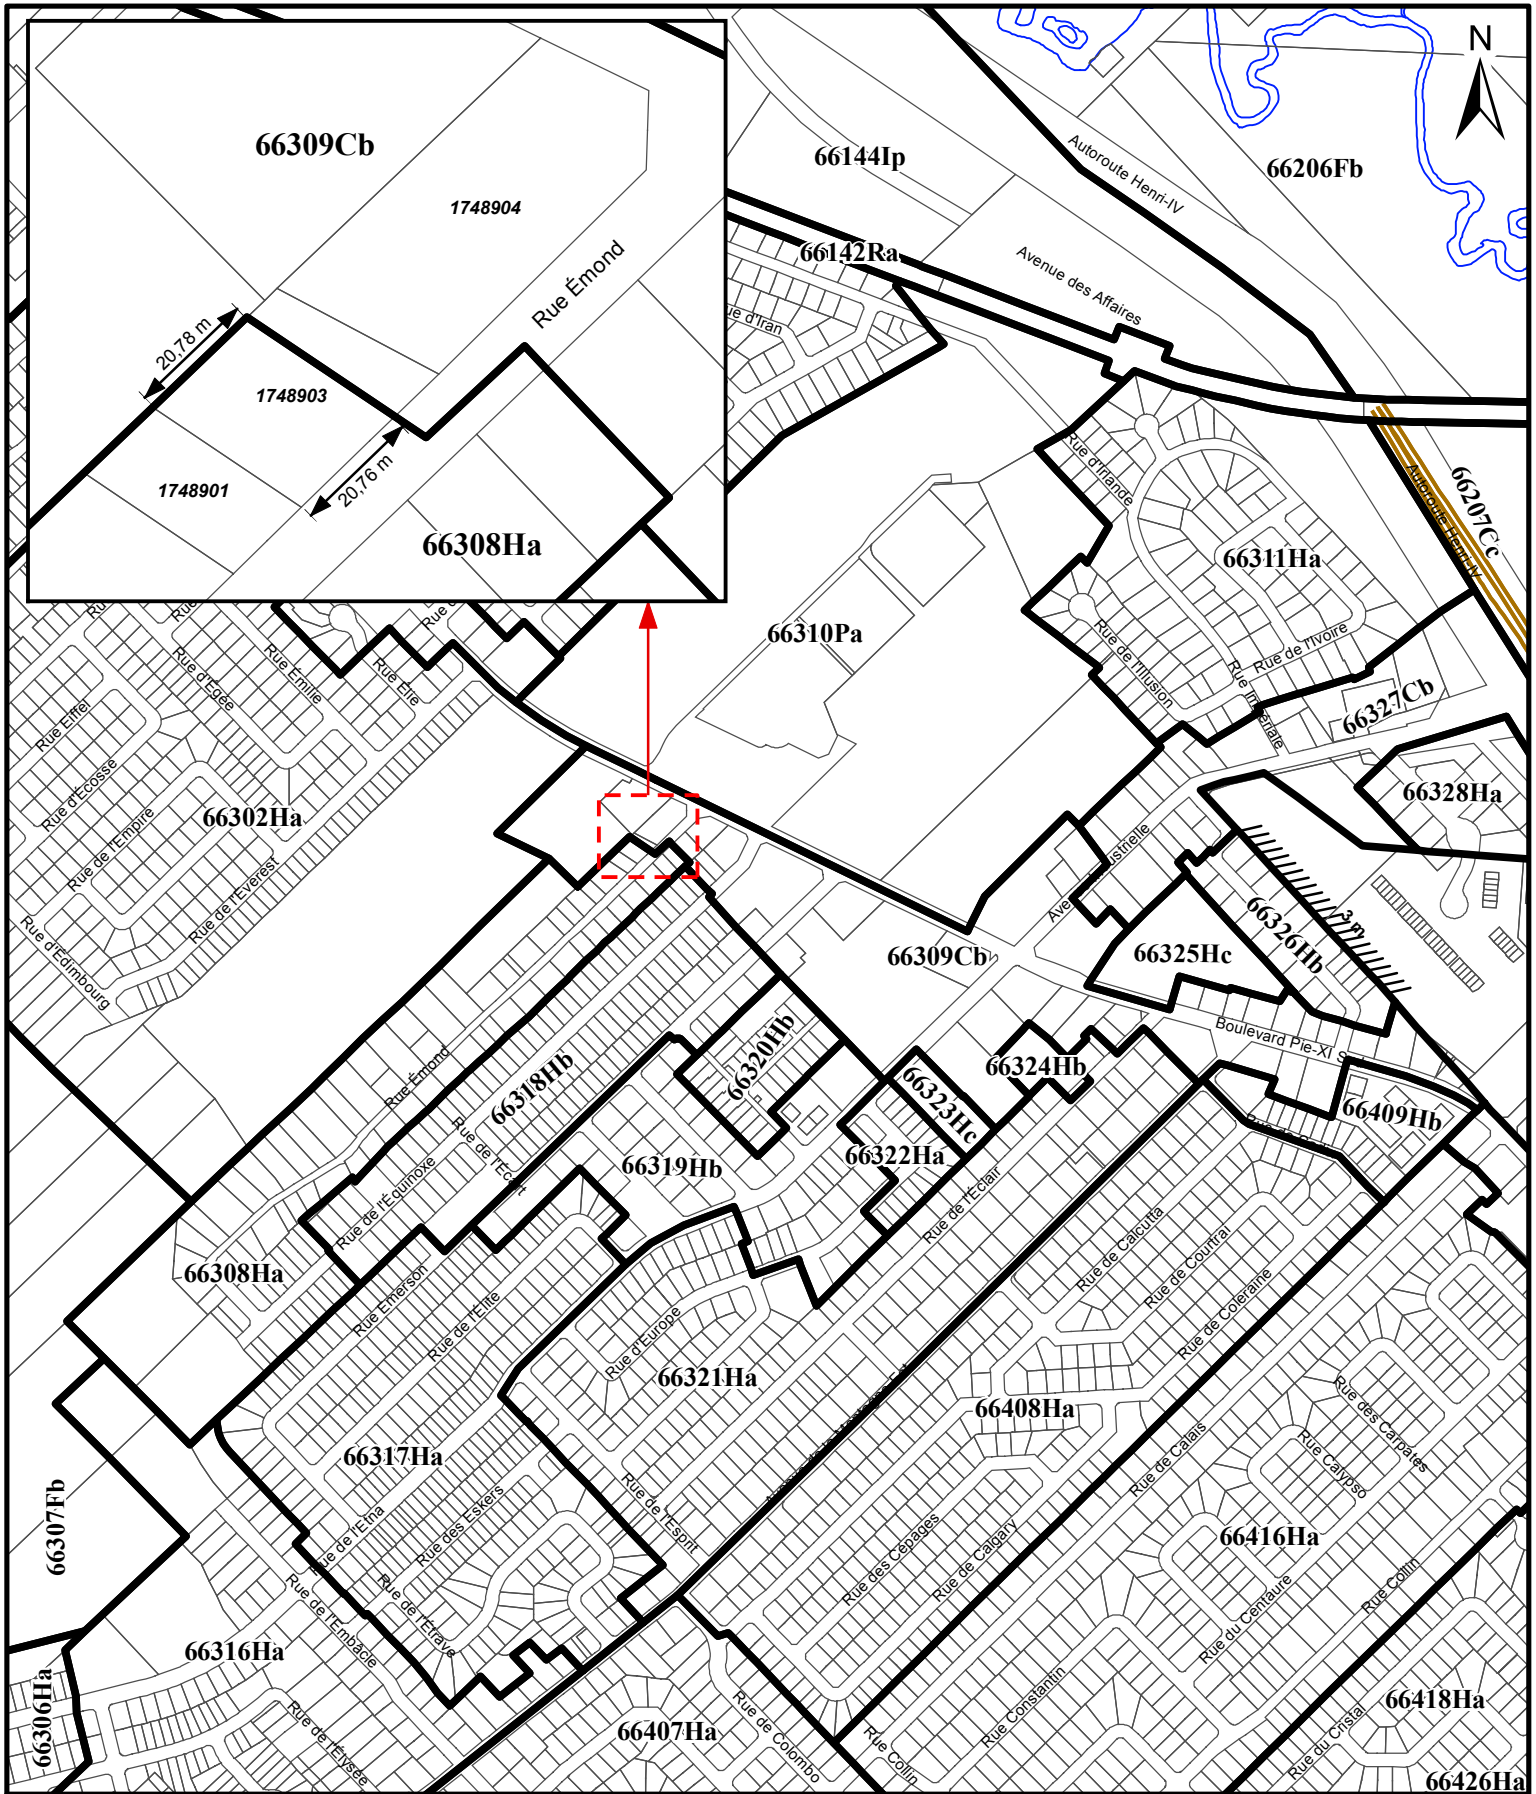 66309Cb
1748904
Rue Émond
20,78 m
1748903
1748901
20,76 m
66308Ha
N
66144Ip
Autoroute Henri-IV
66206Fb
66142Ra
Avenue des Affaires
ue d'Iran
Rue d'Irlande
Autoroute Henri-IV
66207Cc
66311Ha
66310Pa
Rue de l'Illusion
Rue de l'Ivoire
Rue Impériale
66327Cb
66328Ha
Rue d'Égée
Rue Émilie
Rue Élie
Rue Eiffel
Rue d'Écosse
Rue de l'Empire
66302Ha
Rue de l'Everest
Rue d'Édimbourg
66309Cb
66325Hc
66326Hb
3 m
Boulevard Pie-XI S
66324Hb
66323Hc
66409Hb
66320Hb
66318Hb
Rue Émond
Rue de l'Écart
Rue de l'Équinoxe
66319Hb
66322Ha
Rue de l'Éclair
66308Ha
Rue Emerson
Rue de l'Élite
Rue d'Europe
66321Ha
Rue de Calcutta
Rue de Courtrai
Rue de Coleraine
66408Ha
66317Ha
Rue de l'Etna
Rue des Eskers
Rue de l'Esprit
Rue de l'Étrave
Rue de l'Embâcle
66307Fb
66316Ha
66306Ha
Rue de l'Élysée
Rue des Cépages
Rue de Calgary
Rue de Calais
Rue des Carpates
Rue Calypso
66416Ha
Rue du Centaure
Rue Collin
Rue Constantin
66407Ha
Rue de Colombo
Rue Collin
66418Ha
Rue du Cristal
66426Ha